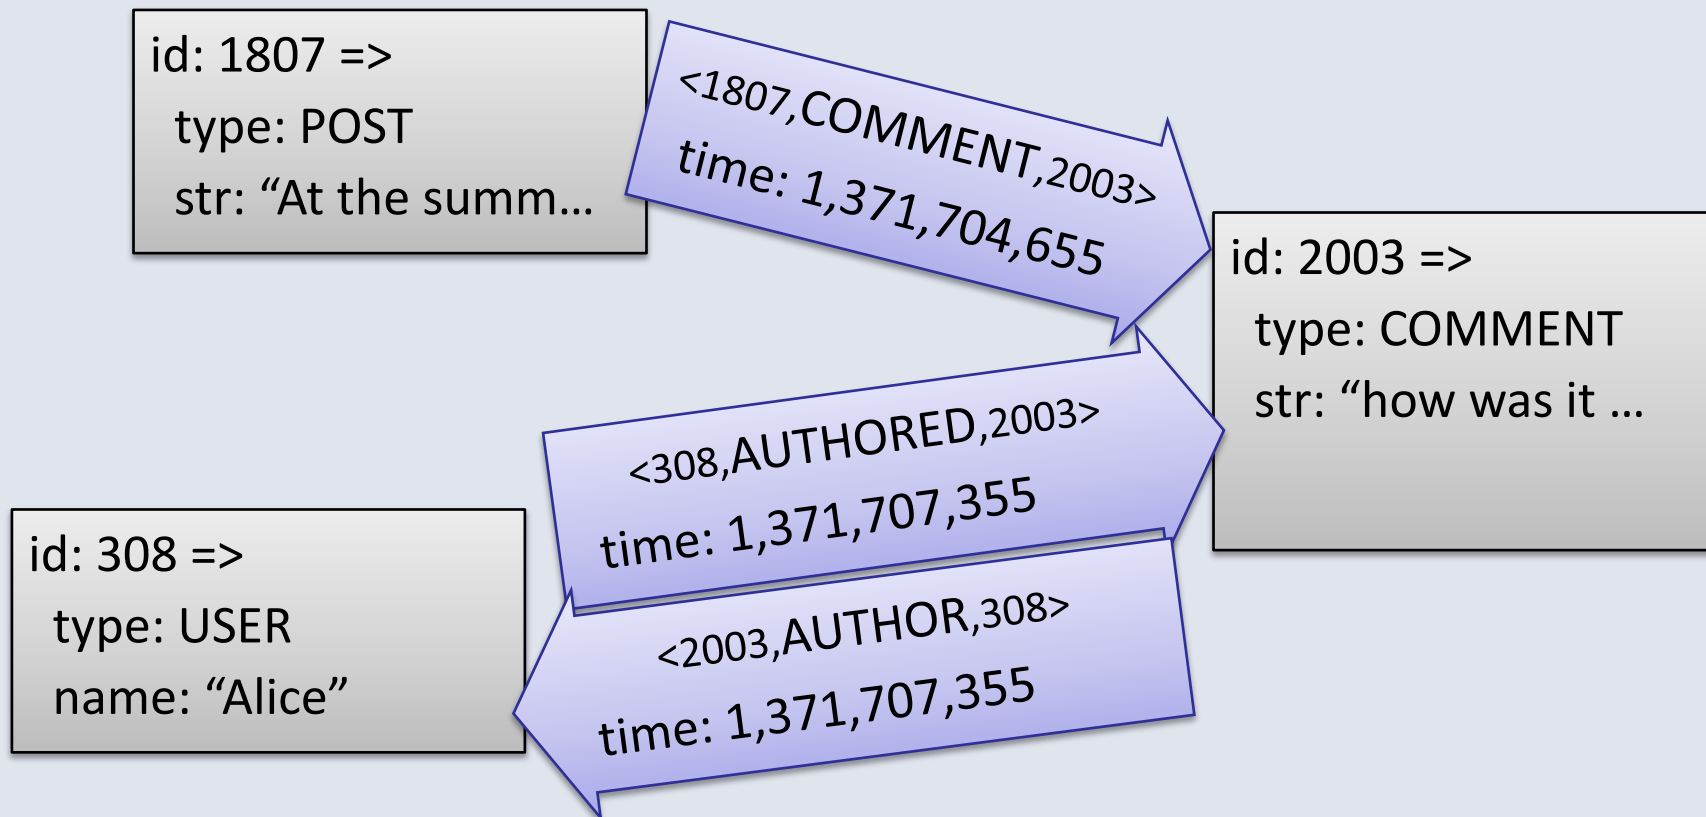 id: 1807 =>
type: POST
str: “At the summ…
<1807,COMMENT,2003>
time: 1,371,704,655
id: 2003 =>
type: COMMENT
str: “how was it …
<308,AUTHORED,2003>
time: 1,371,707,355
id: 308 =>
type: USER
name: “Alice”
<2003,AUTHOR,308>
time: 1,371,707,355